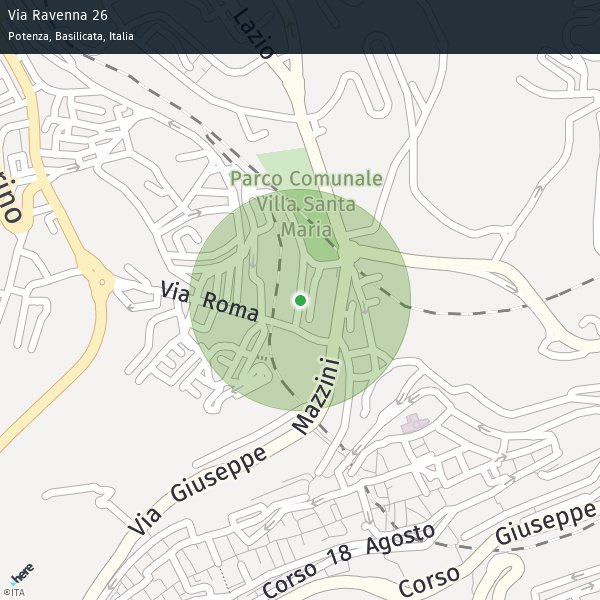 Via Ravenna 26
Potenza, Basilicata, Italia
Lazio
Parco Comunale
Villa Santa
Maria
rino
Via Roma
Mazzini
Via Giuseppe
Giuseppe
Corso 18 Agosto
Corso
here
©ITA